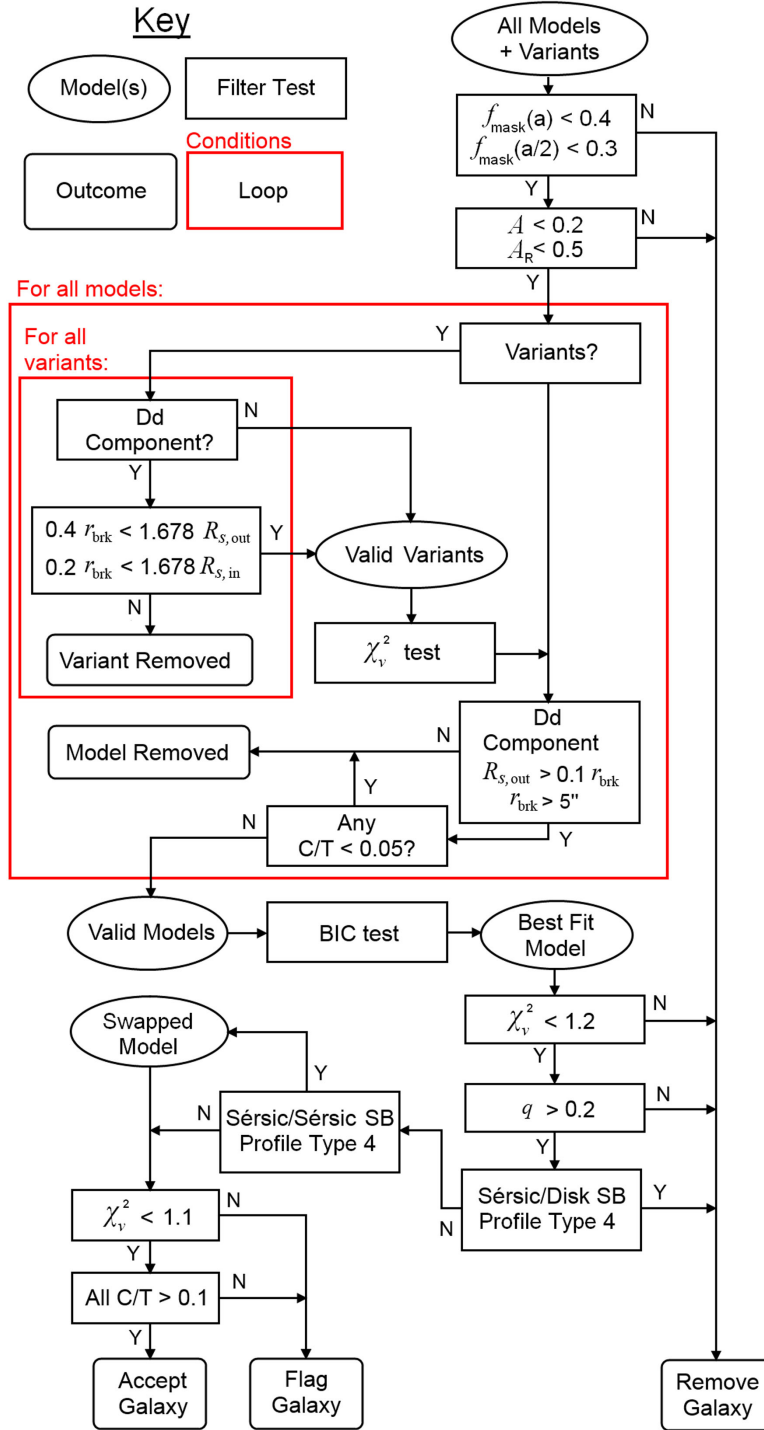 Key
Model(s)
Filter Test
Conditions
Outcome
Loop
All Models
+ Variants
f_mask(a) < 0.4
f_mask(a/2) < 0.3
N
Y
A < 0.2
A_R < 0.5
N
Y
For all models:
For all
variants:
Variants?
Y
Dd
Component?
N
Y
0.4 r_brk < 1.678 R_s,out
0.2 r_brk < 1.678 R_s,in
Y
N
Variant Removed
Valid Variants
χ_ν² test
Dd
Component
R_s,out > 0.1 r_brk
r_brk > 5"
N
Y
Model Removed
Y
Any
C/T < 0.05?
N
Valid Models
BIC test
Best Fit
Model
χ_ν² < 1.2
N
Y
q > 0.2
N
Y
Sérsic/Disk SB
Profile Type 4
Y
N
Sérsic/Sérsic SB
Profile Type 4
Y
N
Swapped
Model
χ_ν² < 1.1
N
Y
All C/T > 0.1
N
Y
Accept
Galaxy
Flag
Galaxy
Remove
Galaxy